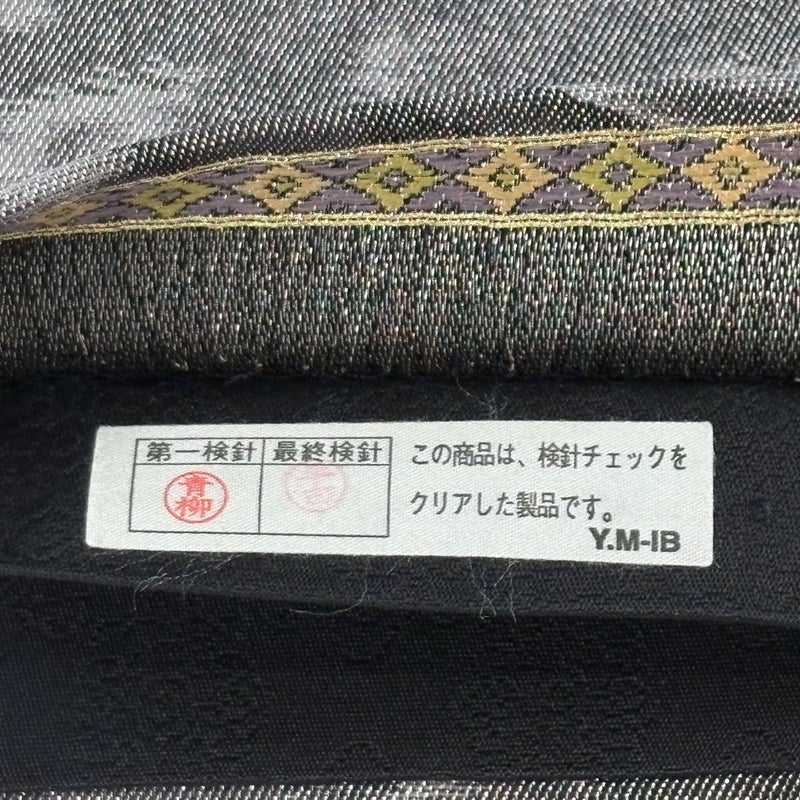 第一検針 最終検針
青柳
この商品は、検針チェックを
クリアした製品です。
Y.M-IB